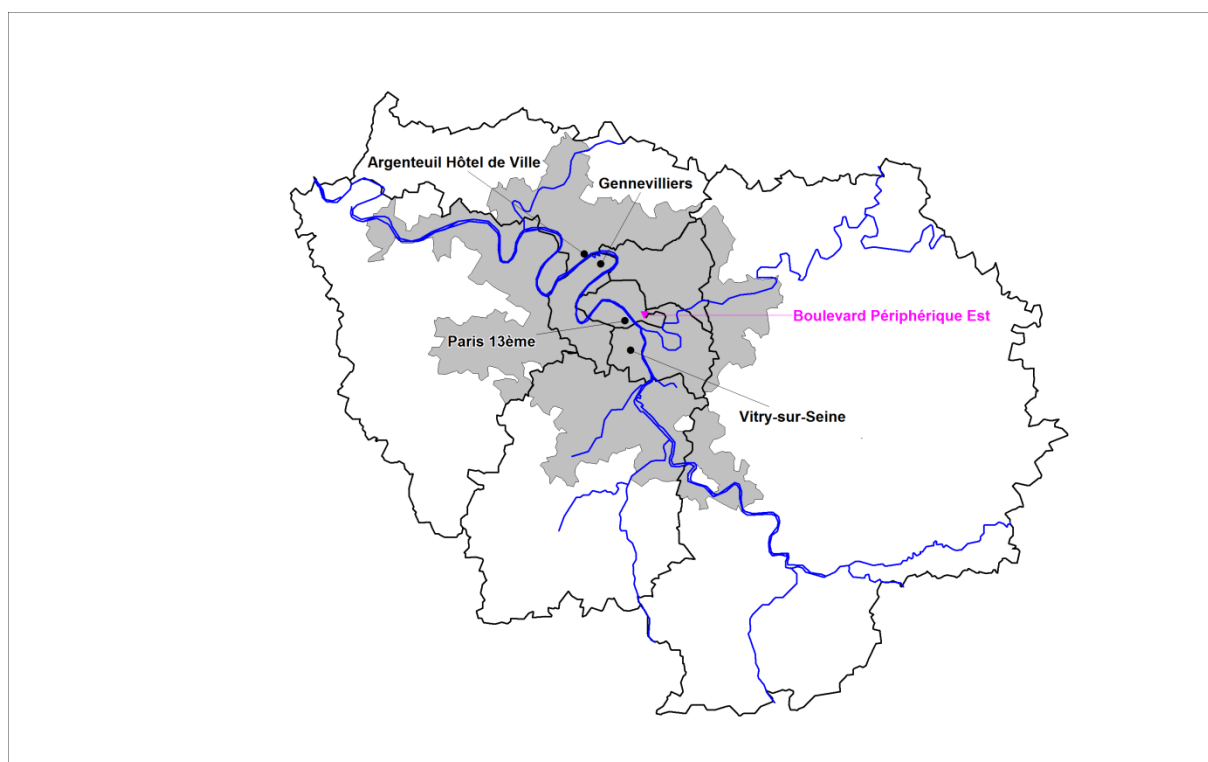 Argenteuil Hôtel de Ville
Gennevilliers
Boulevard Périphérique Est
Paris 13ème
Vitry-sur-Seine